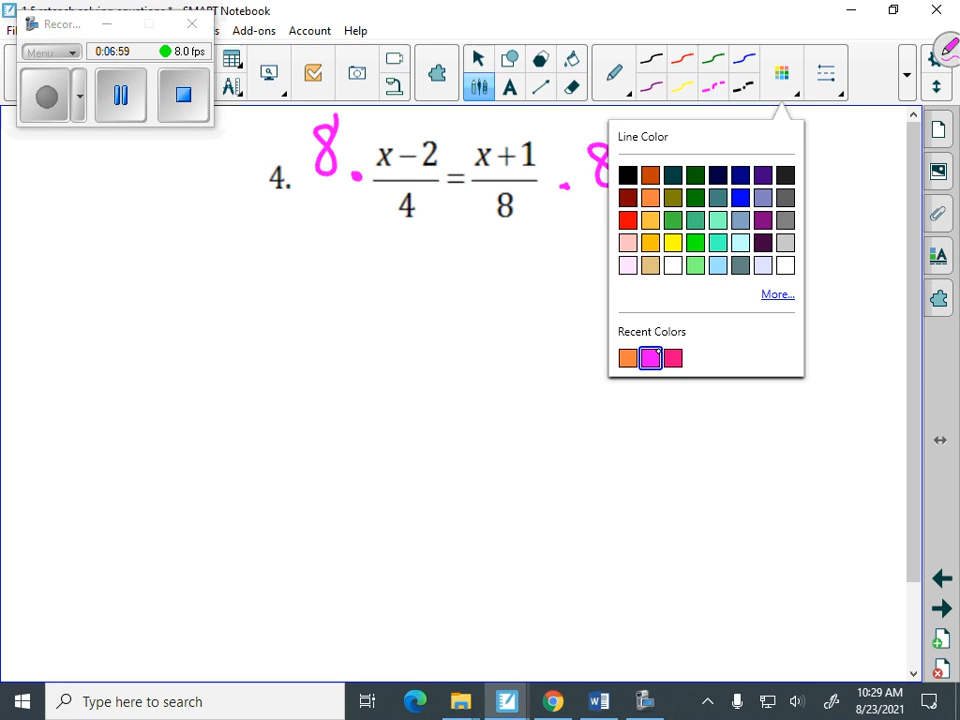 SMART Notebook
Recor...
Add-ons Account Help
Menu 0:06:59 8.0 fps
Line Color
More...
Recent Colors
4. 8 · x − 2 / 4 = x + 1 / 8 · 8
Type here to search
10:29 AM
8/23/2021